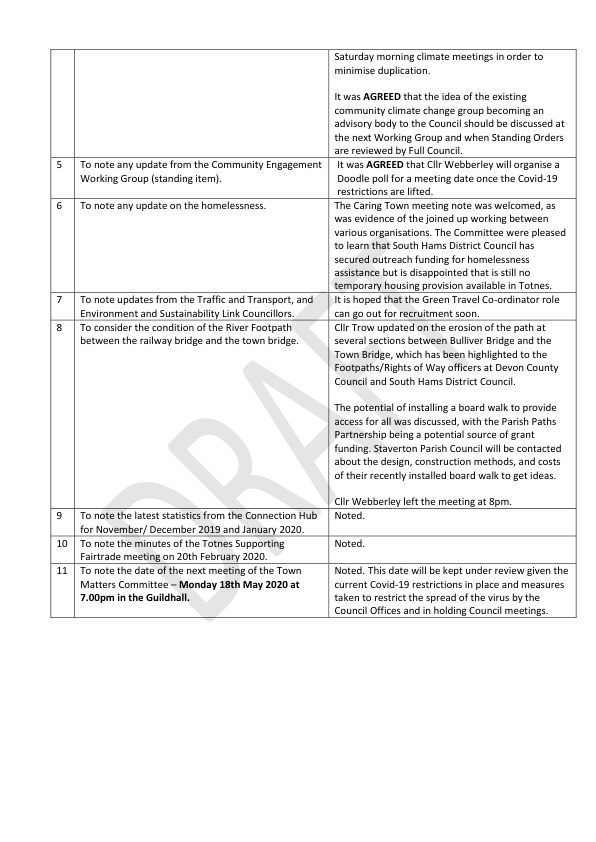 Saturday morning climate meetings in order to
minimise duplication.
It was AGREED that the idea of the existing
community climate change group becoming an
advisory body to the Council should be discussed at
the next Working Group and when Standing Orders
are reviewed by Full Council.
5
To note any update from the Community Engagement
Working Group (standing item).
It was AGREED that Cllr Webberley will organise a
Doodle poll for a meeting date once the Covid-19
restrictions are lifted.
6
To note any update on the homelessness.
The Caring Town meeting note was welcomed, as
was evidence of the joined up working between
various organisations. The Committee were pleased
to learn that South Hams District Council has
secured outreach funding for homelessness
assistance but is disappointed that is still no
temporary housing provision available in Totnes.
7
To note updates from the Traffic and Transport, and
Environment and Sustainability Link Councillors.
It is hoped that the Green Travel Co-ordinator role
can go out for recruitment soon.
8
To consider the condition of the River Footpath
between the railway bridge and the town bridge.
Cllr Trow updated on the erosion of the path at
several sections between Bulliver Bridge and the
Town Bridge, which has been highlighted to the
Footpaths/Rights of Way officers at Devon County
Council and South Hams District Council.
The potential of installing a board walk to provide
access for all was discussed, with the Parish Paths
Partnership being a potential source of grant
funding. Staverton Parish Council will be contacted
about the design, construction methods, and costs
of their recently installed board walk to get ideas.
Cllr Webberley left the meeting at 8pm.
9
To note the latest statistics from the Connection Hub
for November/ December 2019 and January 2020.
Noted.
10
To note the minutes of the Totnes Supporting
Fairtrade meeting on 20th February 2020.
Noted.
11
To note the date of the next meeting of the Town
Matters Committee – Monday 18th May 2020 at
7.00pm in the Guildhall.
Noted. This date will be kept under review given the
current Covid-19 restrictions in place and measures
taken to restrict the spread of the virus by the
Council Offices and in holding Council meetings.
DRAFT